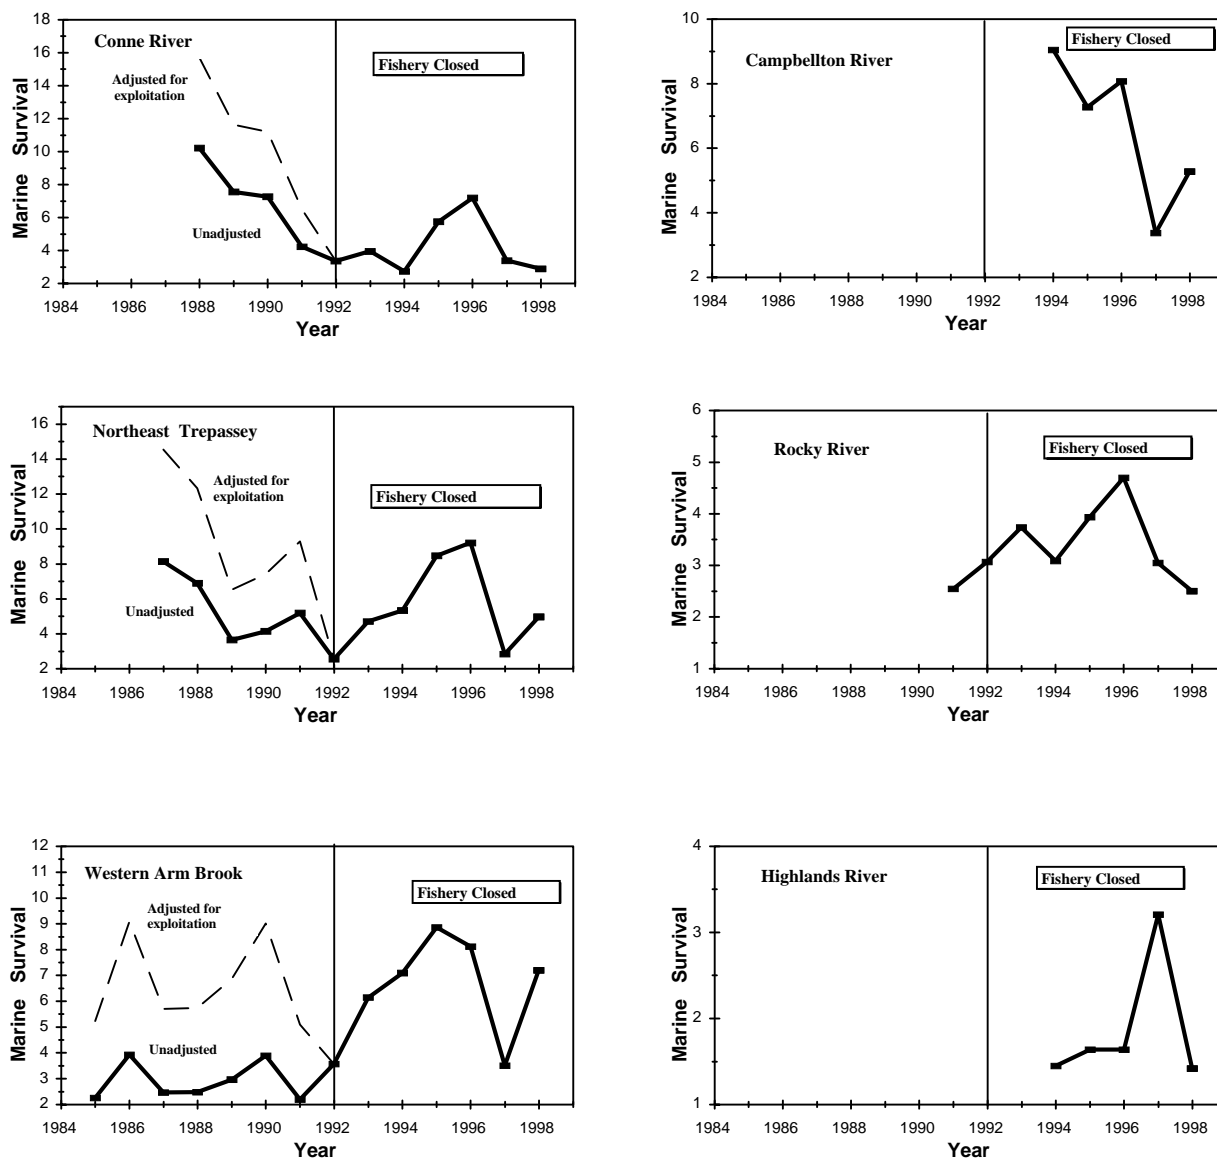 18
16
14
12
10
8
6
4
2
Marine Survival
Conne River
Adjusted for
exploitation
Unadjusted
Fishery Closed
1984 1986 1988 1990 1992 1994 1996 1998
Year
10
8
6
4
2
Marine Survival
Campbellton River
Fishery Closed
1984 1986 1988 1990 1992 1994 1996 1998
Year
16
14
12
10
8
6
4
2
Marine Survival
Northeast Trepassey
Adjusted for
exploitation
Unadjusted
Fishery Closed
1984 1986 1988 1990 1992 1994 1996 1998
Year
6
5
4
3
2
1
Marine Survival
Rocky River
Fishery Closed
1984 1986 1988 1990 1992 1994 1996 1998
Year
12
11
10
9
8
7
6
5
4
3
2
Marine Survival
Western Arm Brook
Adjusted for
exploitation
Unadjusted
Fishery Closed
1984 1986 1988 1990 1992 1994 1996 1998
Year
4
3
2
1
Marine Survival
Highlands River
Fishery Closed
1984 1986 1988 1990 1992 1994 1996 1998
Year